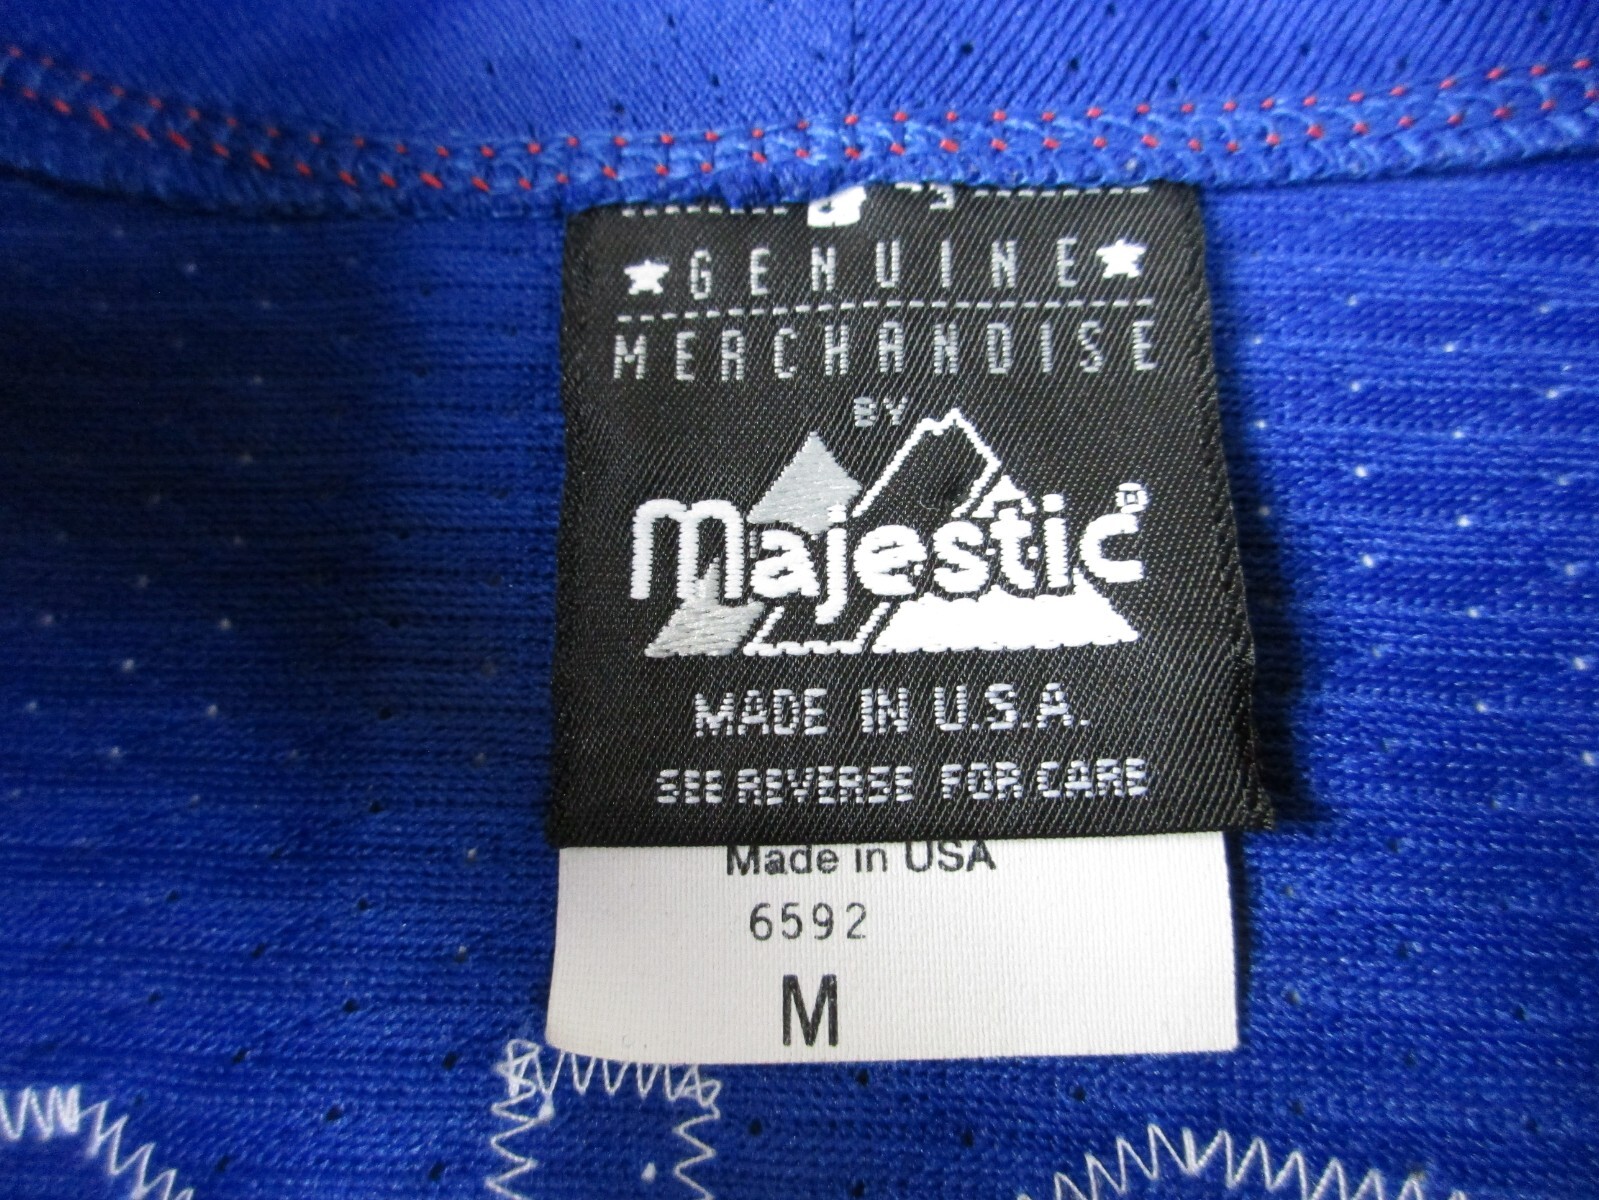 GENUINE
MERCHANDISE
BY
Majestic®
MADE IN U.S.A.
SEE REVERSE FOR CARE
Made in USA
6592
M